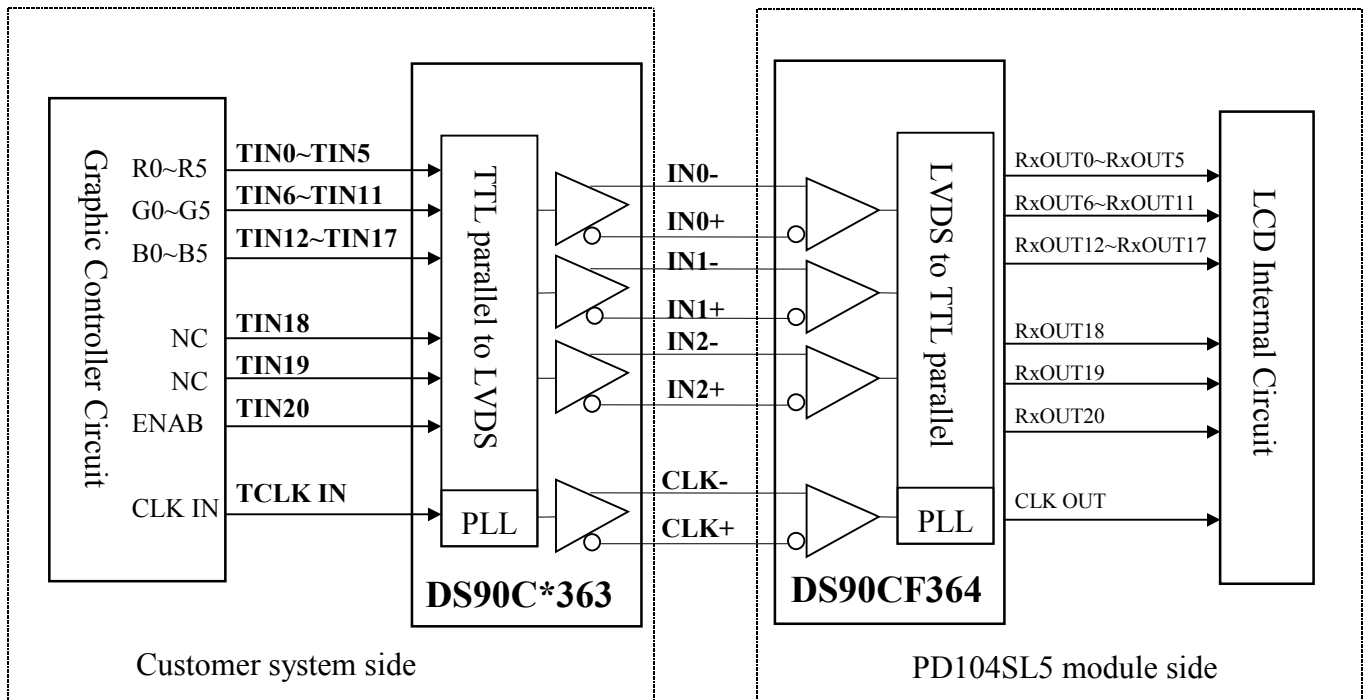 Graphic Controller Circuit
R0~R5
G0~G5
B0~B5
NC
NC
ENAB
CLK IN
TIN0~TIN5
TIN6~TIN11
TIN12~TIN17
TIN18
TIN19
TIN20
TCLK IN
TTL parallel to LVDS
PLL
DS90C*363
IN0-
IN0+
IN1-
IN1+
IN2-
IN2+
CLK-
CLK+
LVDS to TTL parallel
PLL
DS90CF364
RxOUT0~RxOUT5
RxOUT6~RxOUT11
RxOUT12~RxOUT17
RxOUT18
RxOUT19
RxOUT20
CLK OUT
LCD Internal Circuit
Customer system side
PD104SL5 module side